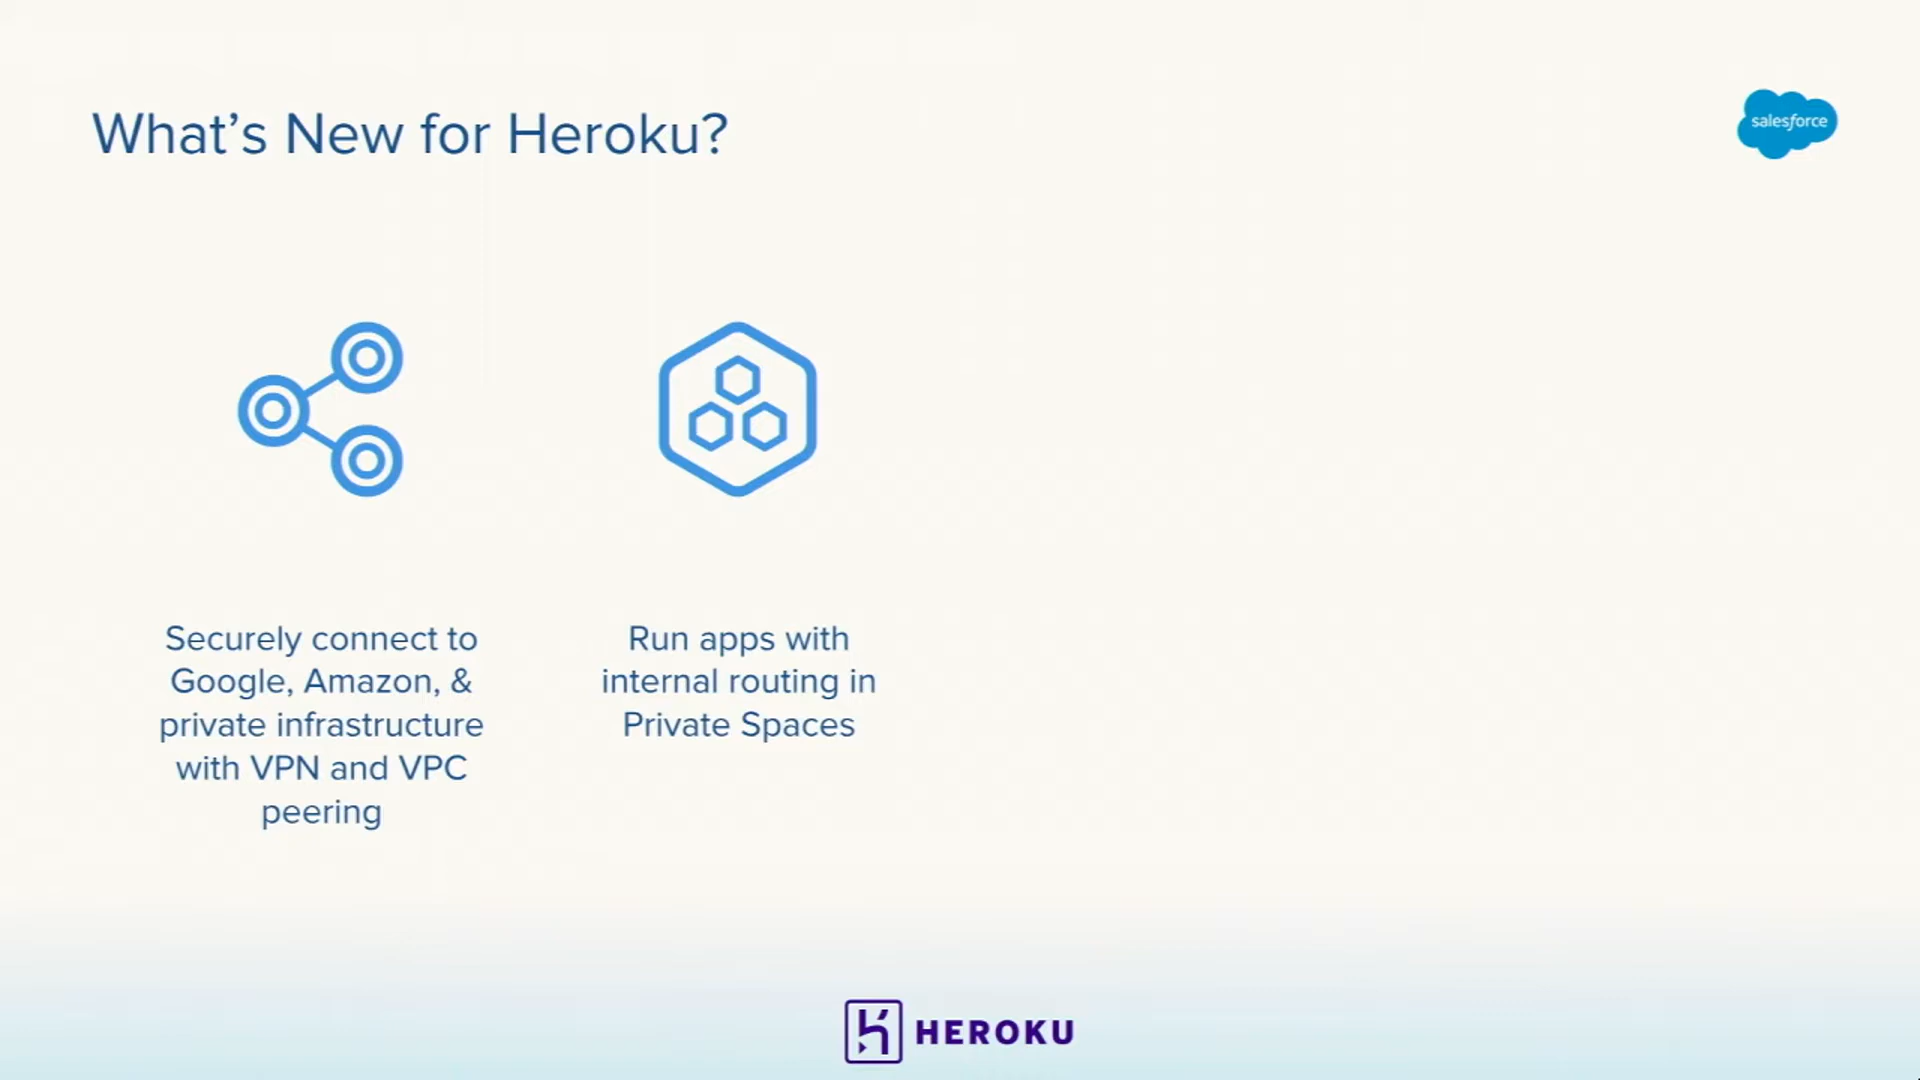 What's New for Heroku?
salesforce
Securely connect to
Google, Amazon, &
private infrastructure
with VPN and VPC
peering
Run apps with
internal routing in
Private Spaces
HEROKU